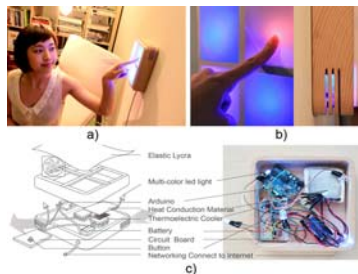 a)
b)
Elastic Lycra
Multi-color led light
Arduino
Heat Conduction Material
Thermoelectric Cooler
Battery
Circuit Board
Button
Networking Connect to Internet
c)